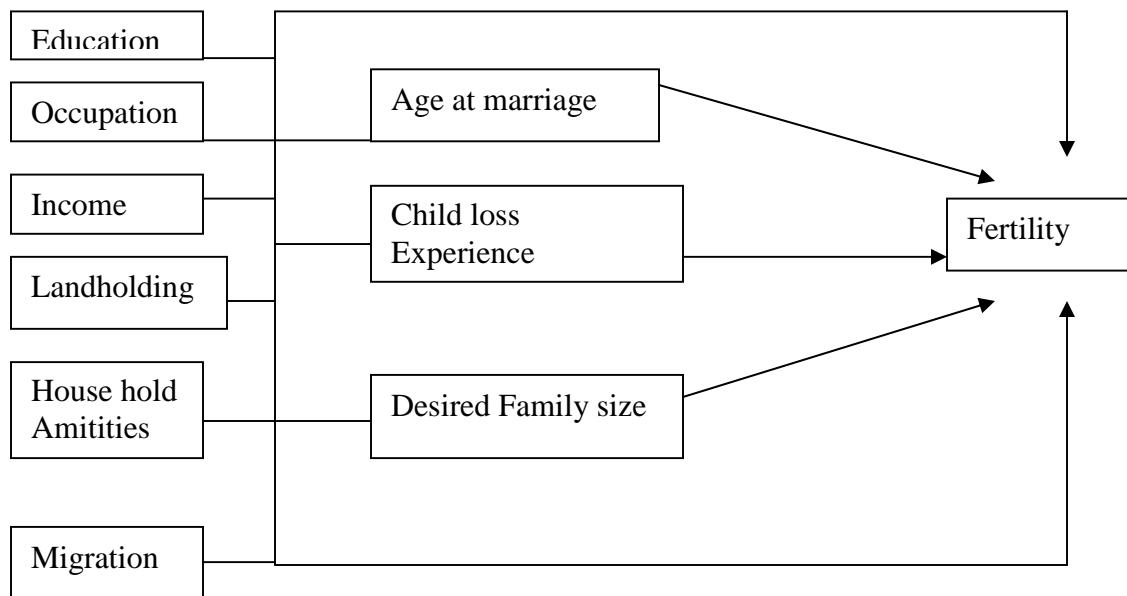 Education
Occupation
Income
Landholding
House hold
Amitities
Migration
Age at marriage
Child loss
Experience
Desired Family size
Fertility